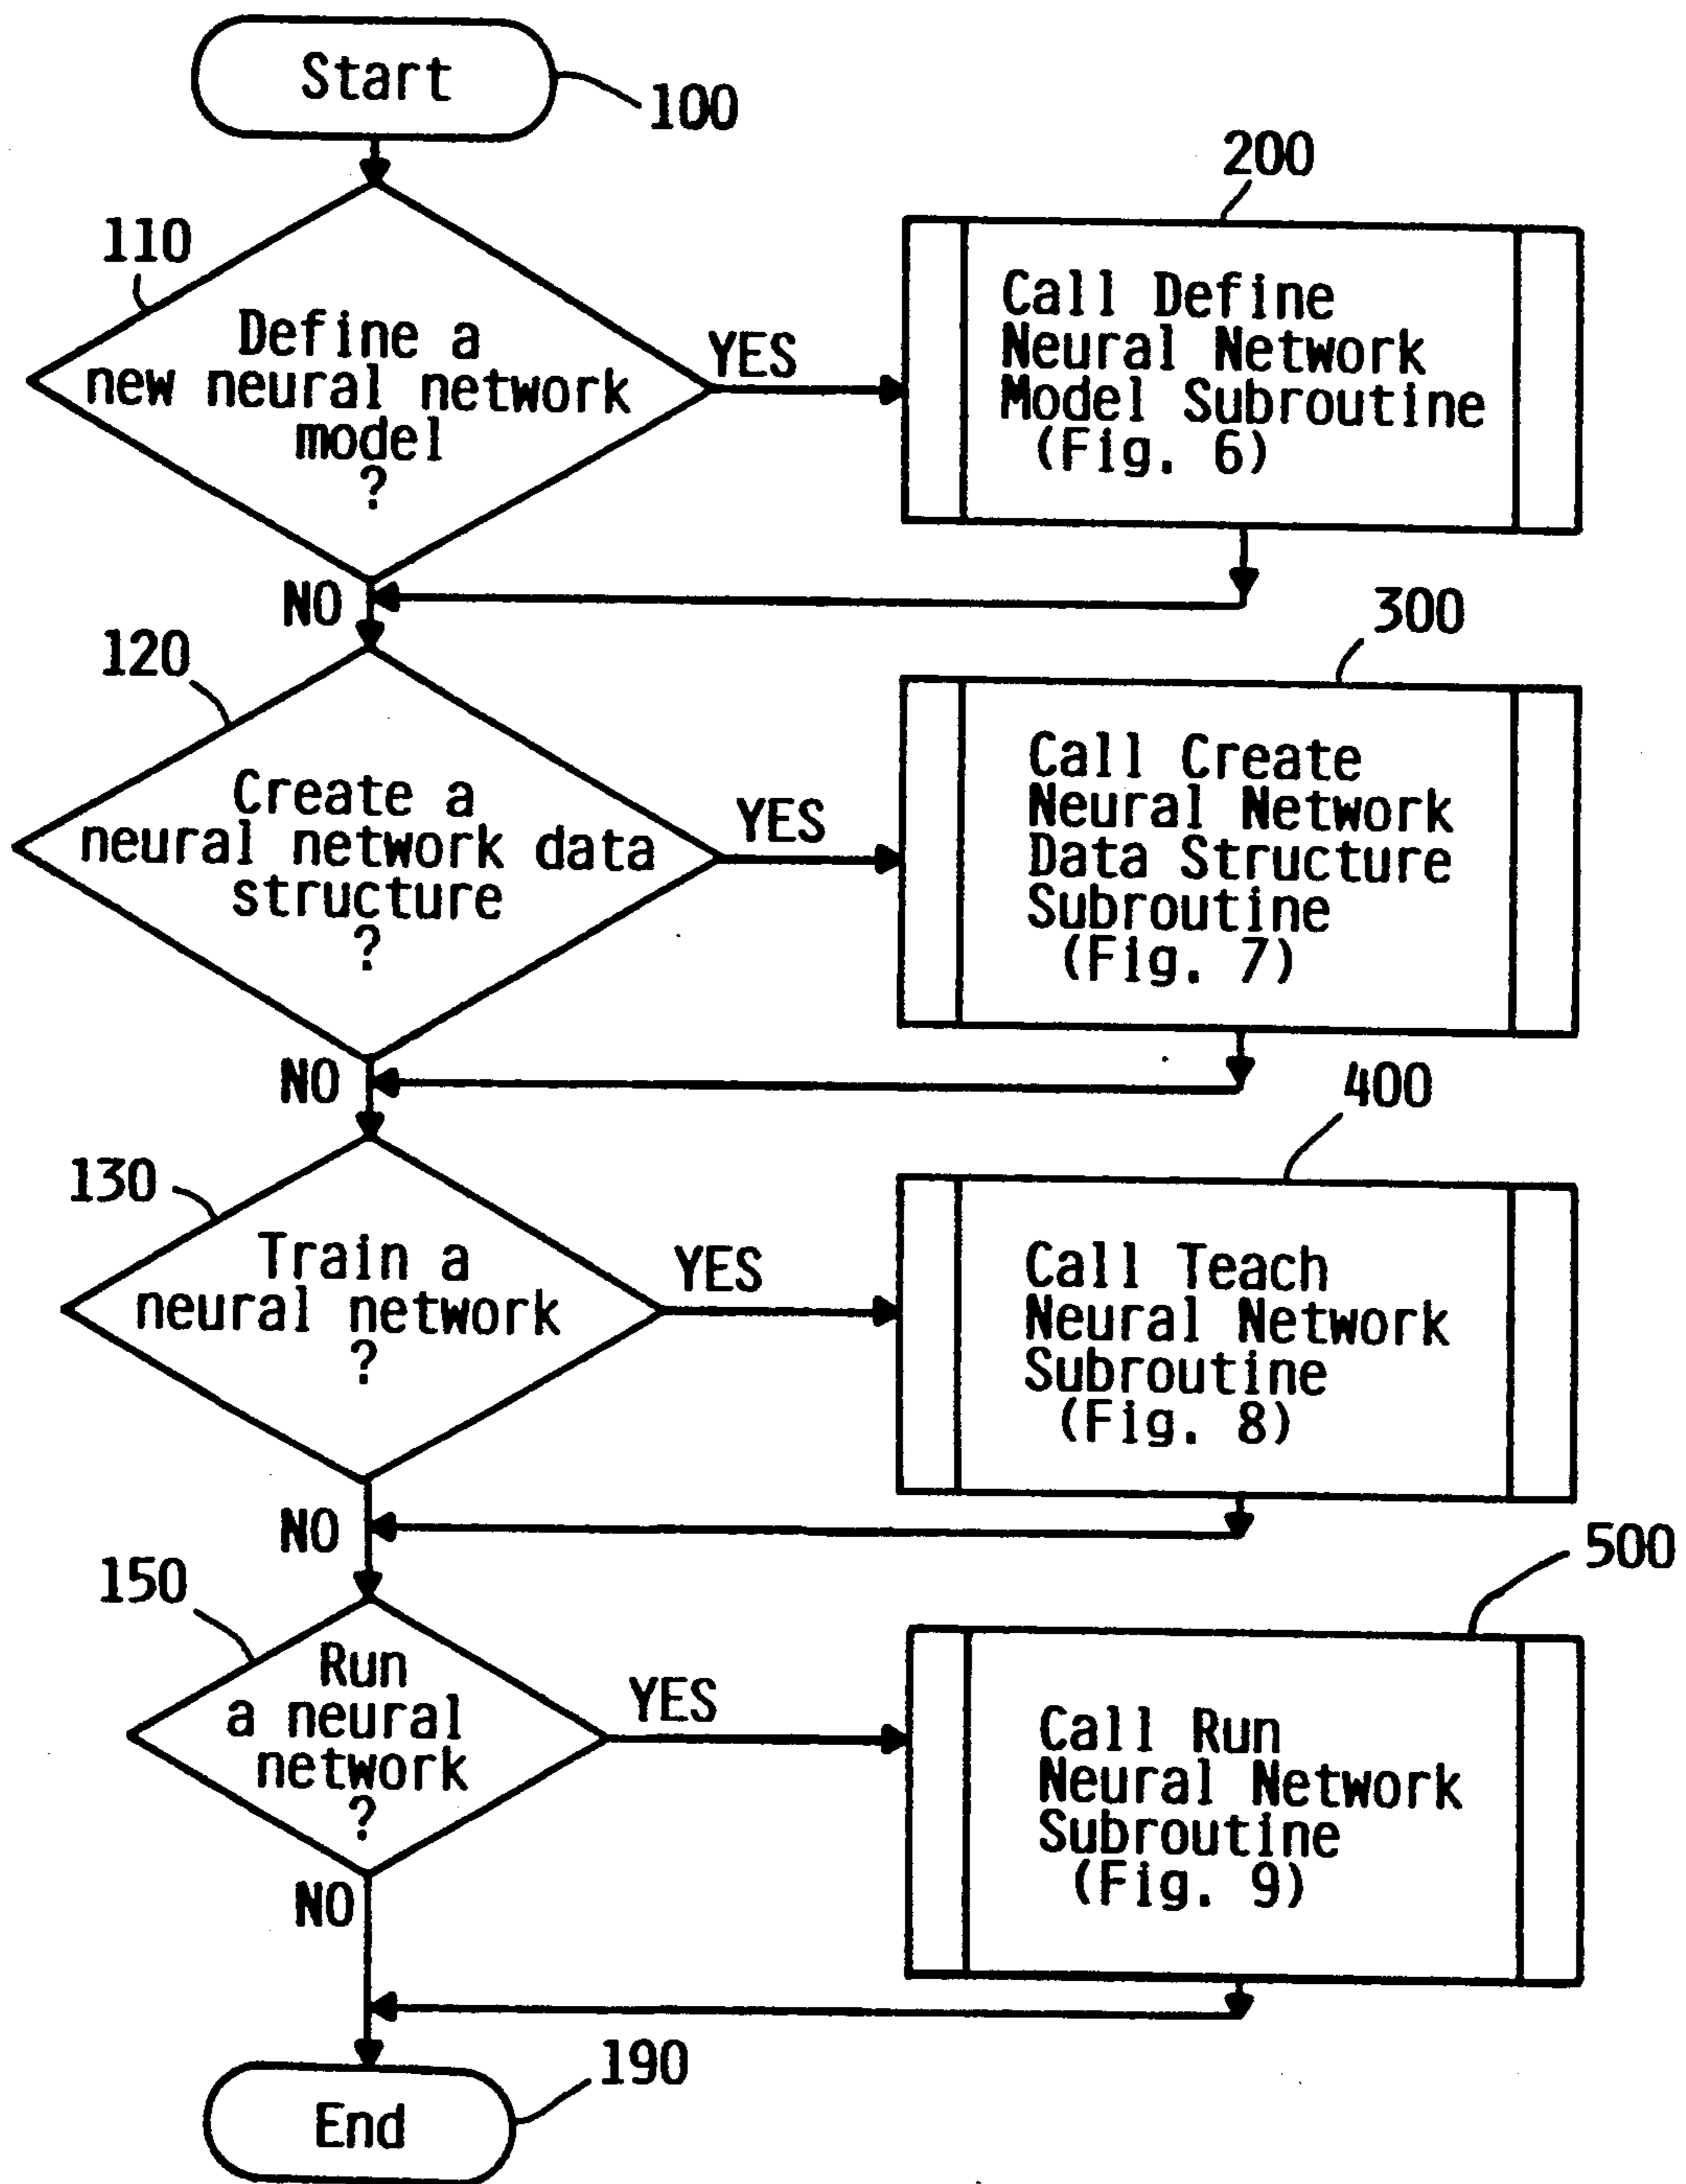 Start
100
200
110
Define a
new neural network
model
?
YES
Call Define
Neural Network
Model Subroutine
(Fig. 6)
NO
300
120
Create a
neural network data
structure
?
YES
Call Create
Neural Network
Data Structure
Subroutine
(Fig. 7)
NO
400
130
Train a
neural network
?
YES
Call Teach
Neural Network
Subroutine
(Fig. 8)
NO
500
150
Run
a neural
network
?
YES
Call Run
Neural Network
Subroutine
(Fig. 9)
NO
190
End